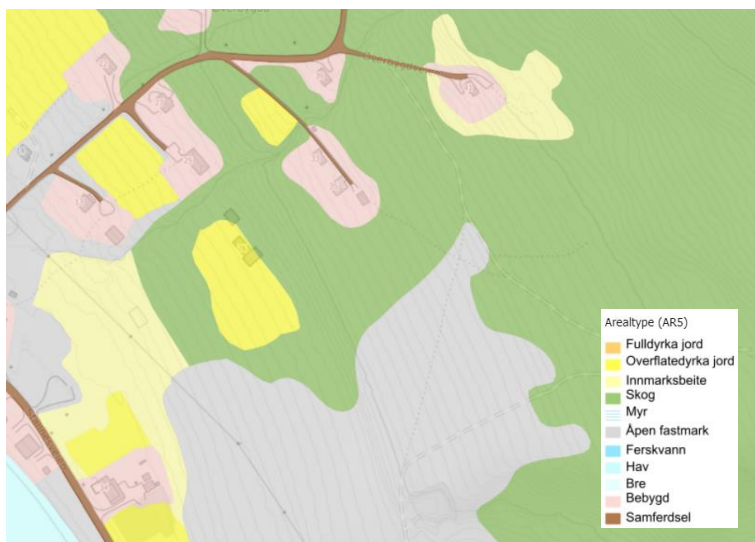 Arealtype (AR5)
Fulldyrka jord
Overflatedyrka jord
Innmarksbeite
Skog
Myr
Åpen fastmark
Ferskvann
Hav
Bre
Bebygd
Samferdsel